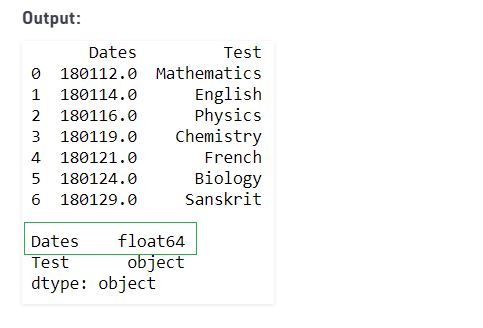 Output:
Dates Test
0 180112.0 Mathematics
1 180114.0 English
2 180116.0 Physics
3 180119.0 Chemistry
4 180121.0 French
5 180124.0 Biology
6 180129.0 Sanskrit
Dates float64
Test object
dtype: object